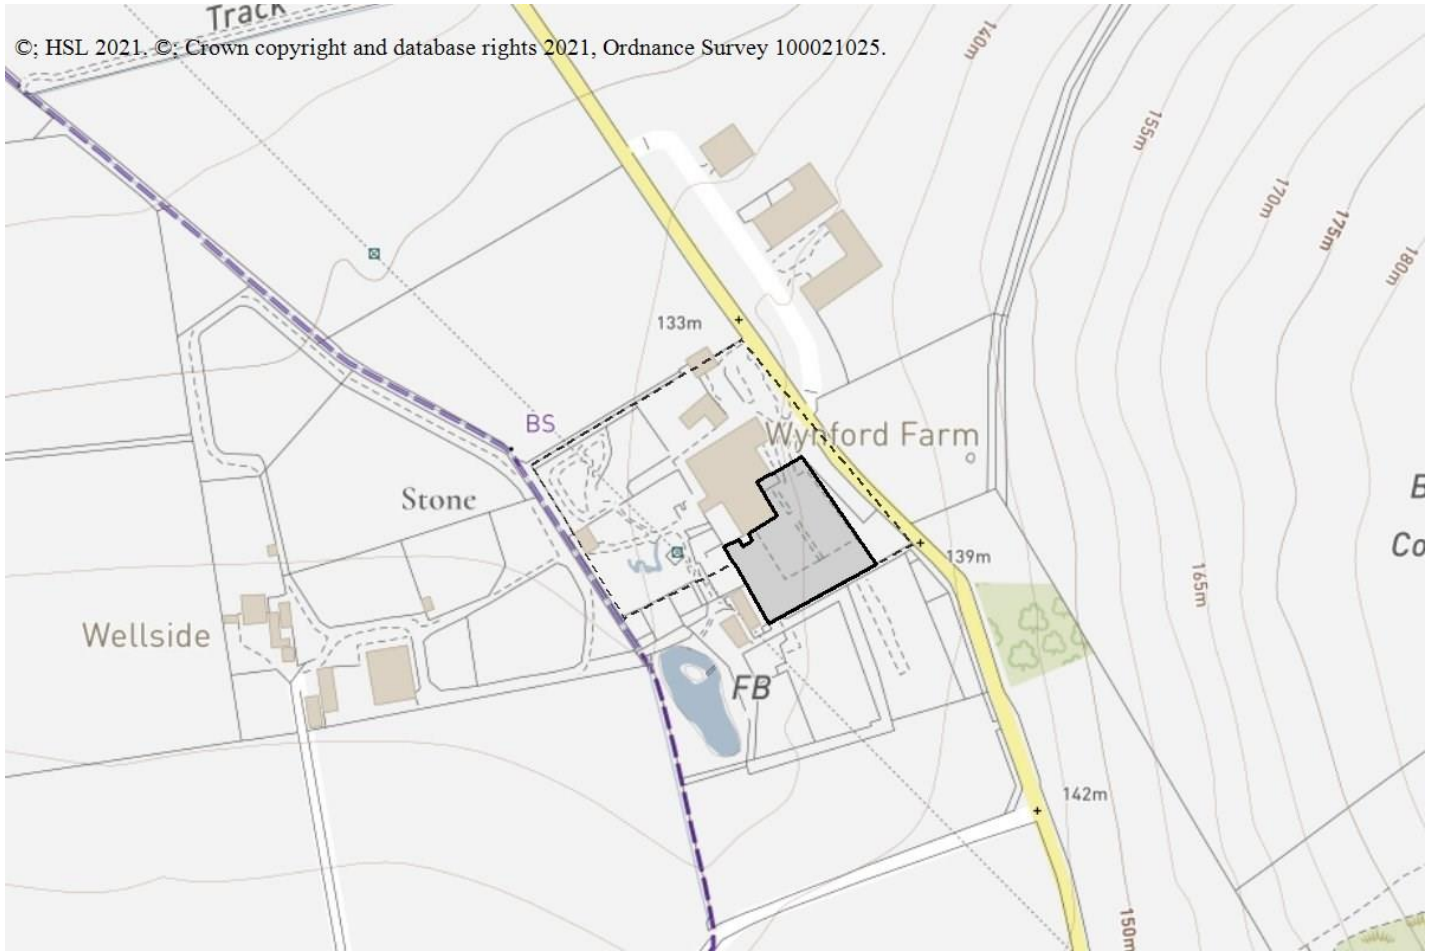 Track
©; HSL 2021. ©; Crown copyright and database rights 2021, Ordnance Survey 100021025.
140m
155m
170m
175m
180m
133m
BS
Wynford Farm
Stone
B
Co
139m
165m
Wellside
FB
142m
150m